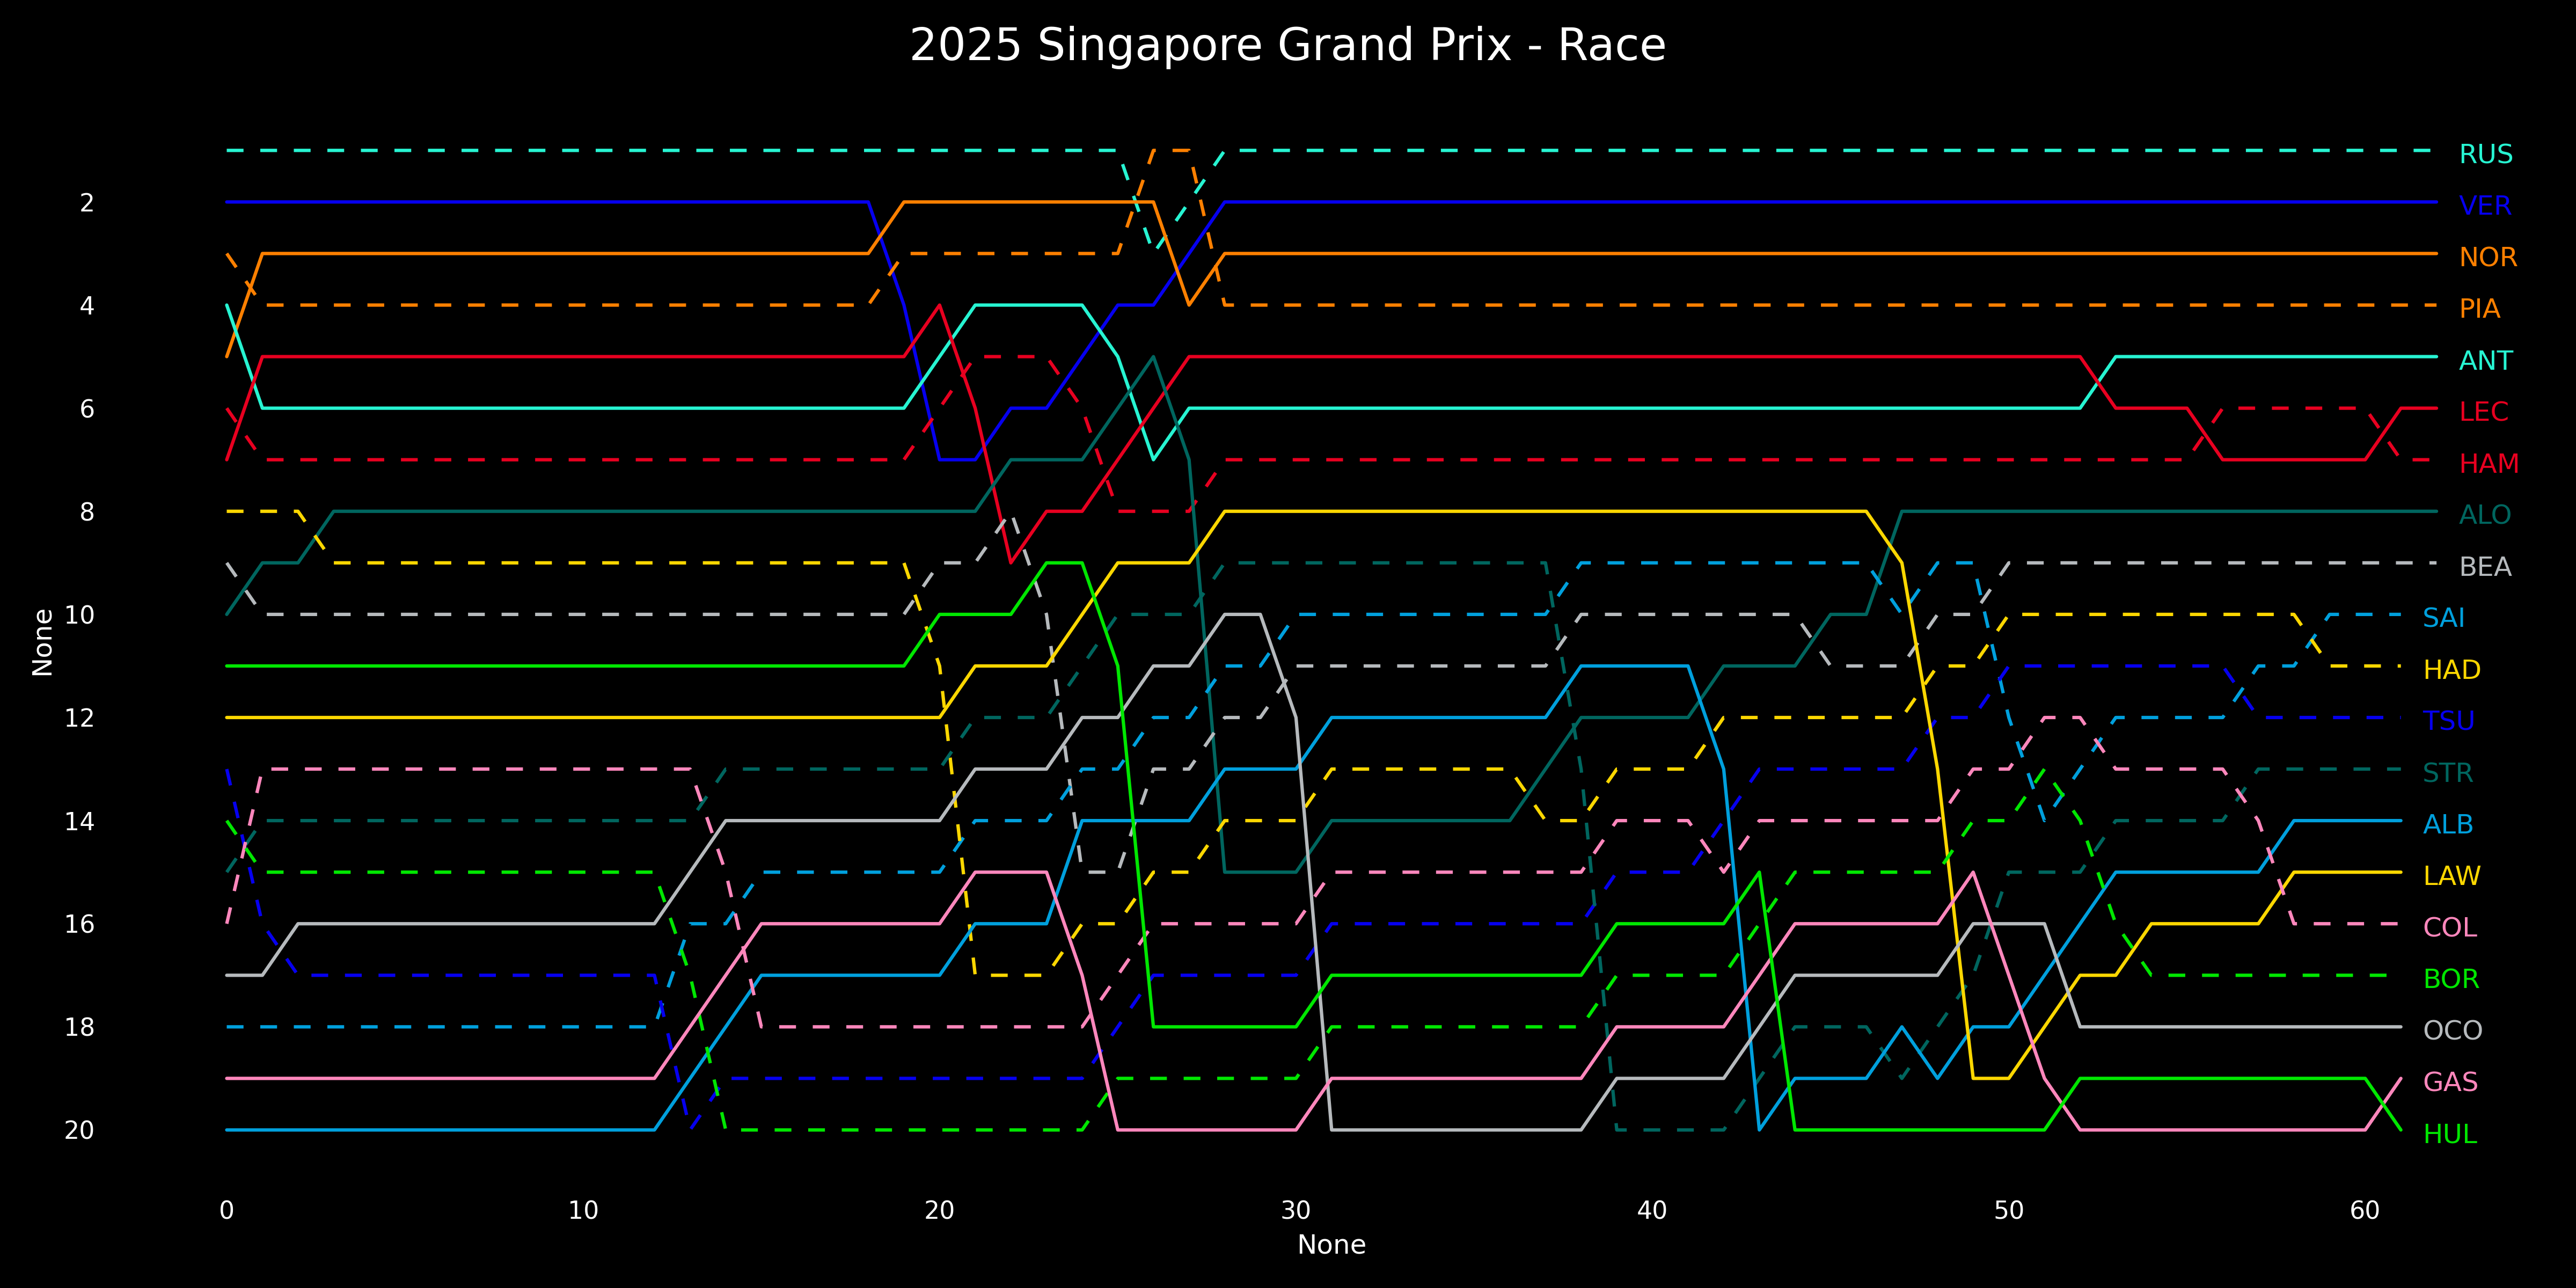 2025 Singapore Grand Prix - Race
RUS
2
VER
NOR
4
PIA
ANT
6
LEC
HAM
8
ALO
BEA
10
SAI
None
HAD
12
TSU
STR
14
ALB
LAW
16
COL
BOR
18
OCO
GAS
20
HUL
0 10 20 30 40 50 60
None